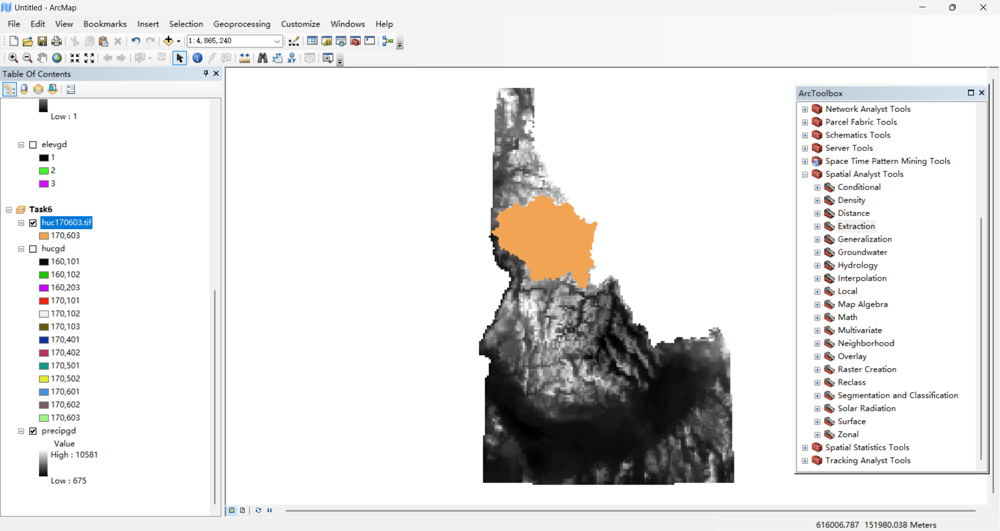 Untitled - ArcMap
File Edit View Bookmarks Insert Selection Geoprocessing Customize Windows Help
1:4,865,240
Table Of Contents
Low : 1
elevgd
1
2
3
Task6
huc170603.tif
170,603
hucgd
160,101
160,102
160,203
170,101
170,102
170,103
170,401
170,402
170,501
170,502
170,601
170,602
170,603
precipgd
Value
High : 10581
Low : 675
ArcToolbox
Network Analyst Tools
Parcel Fabric Tools
Schematics Tools
Server Tools
Space Time Pattern Mining Tools
Spatial Analyst Tools
Conditional
Density
Distance
Extraction
Generalization
Groundwater
Hydrology
Interpolation
Local
Map Algebra
Math
Multivariate
Neighborhood
Overlay
Raster Creation
Reclass
Segmentation and Classification
Solar Radiation
Surface
Zonal
Spatial Statistics Tools
Tracking Analyst Tools
616006.787 151980.038 Meters